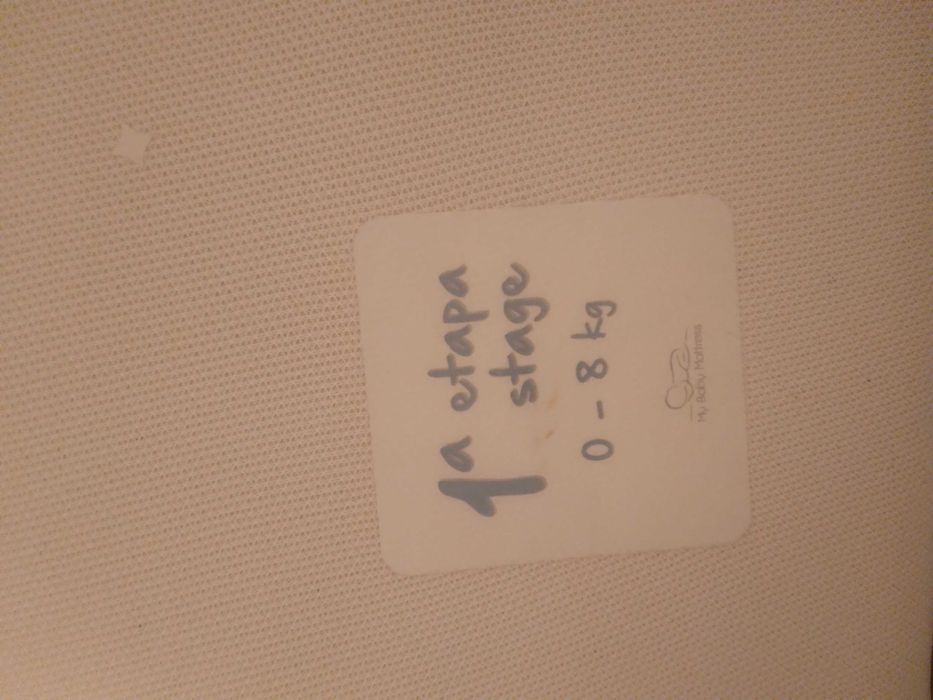 1a etapa
stage
0 - 8 kg
My Baby Mattress